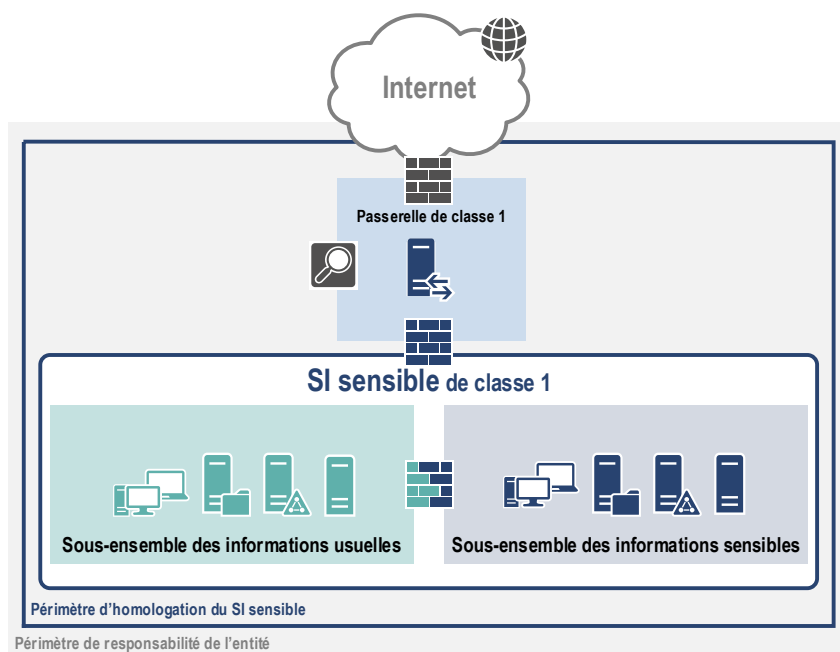 Internet
Passerelle de classe 1
SI sensible de classe 1
Sous-ensemble des informations usuelles
Sous-ensemble des informations sensibles
Périmètre d'homologation du SI sensible
Périmètre de responsabilité de l'entité